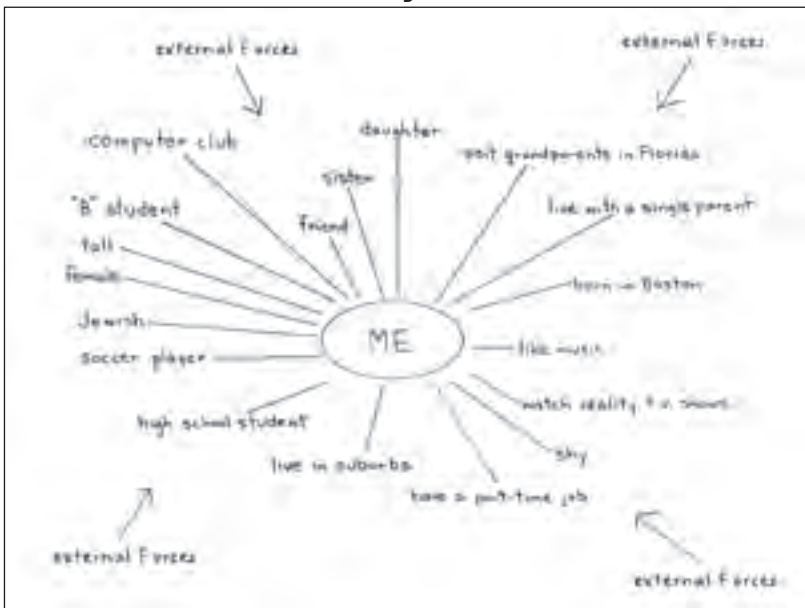 external Forces
external Forces
computer club
daughter
visit grandparents in Florida
sister
"B" student
live with a single parent
friend
tall
female
born in Boston
Jewish
ME
like music
soccer player
watch reality t.v. shows
high school student
shy
live in suburbs
have a part-time job
external Forces
external Forces